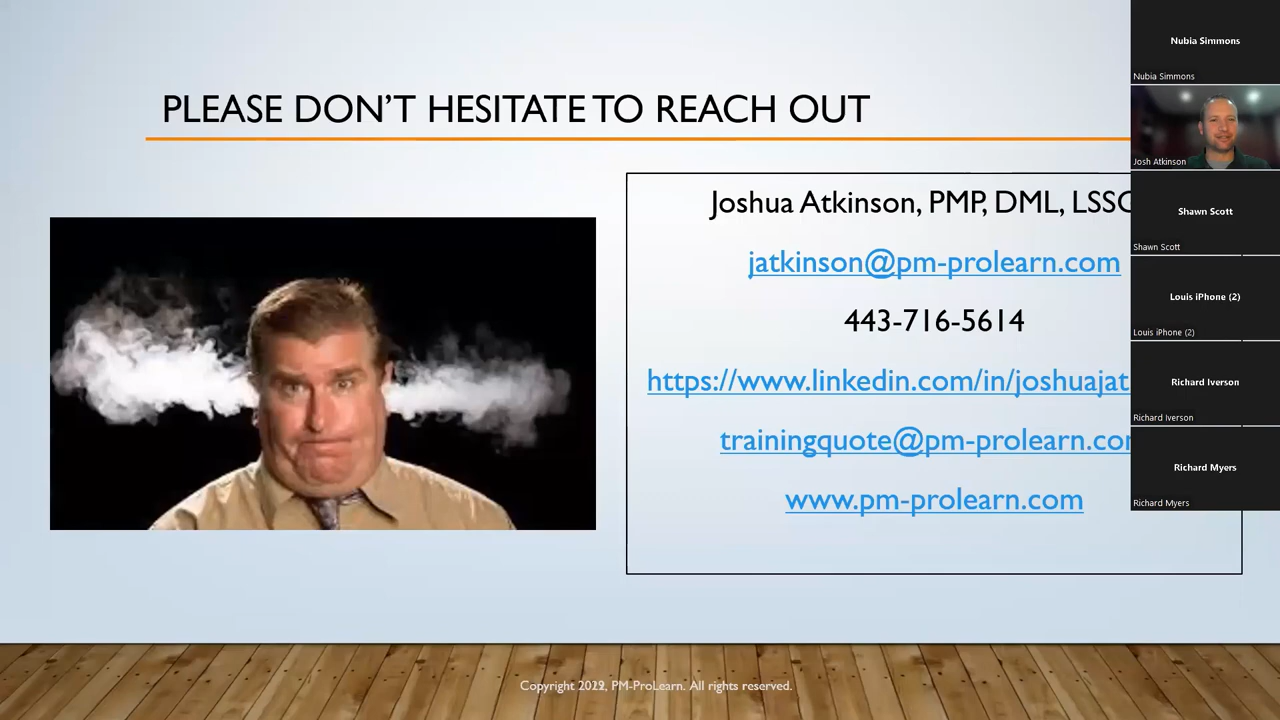 PLEASE DON'T HESITATE TO REACH OUT
Joshua Atkinson, PMP, DML,
jatkinson@pm-prolearn.com
443-716-5614
https://www.linkedin.com/in/joshuajat
trainingquote@pm-prolearn.co
www.pm-prolearn.com
Copyright PM-ProLearn. All rights reserved.
Nubia Simmons
Nubia Simmons
Josh Atkinson
Shawn Scott
Shawn Scott
Louis iPhone (2)
Louis iPhone (2)
Richard Iverson
Richard Iverson
Richard Myers
Richard Myers